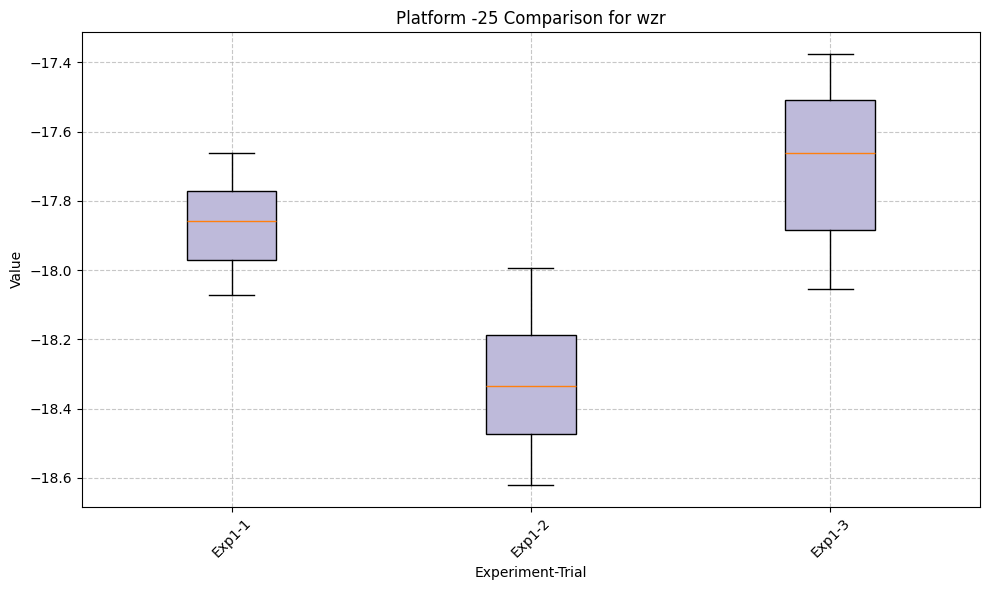 Platform -25 Comparison for wzr
−17.4
−17.6
−17.8
−18.0
−18.2
−18.4
−18.6
Value
Exp1-1
Exp1-2
Exp1-3
Experiment-Trial